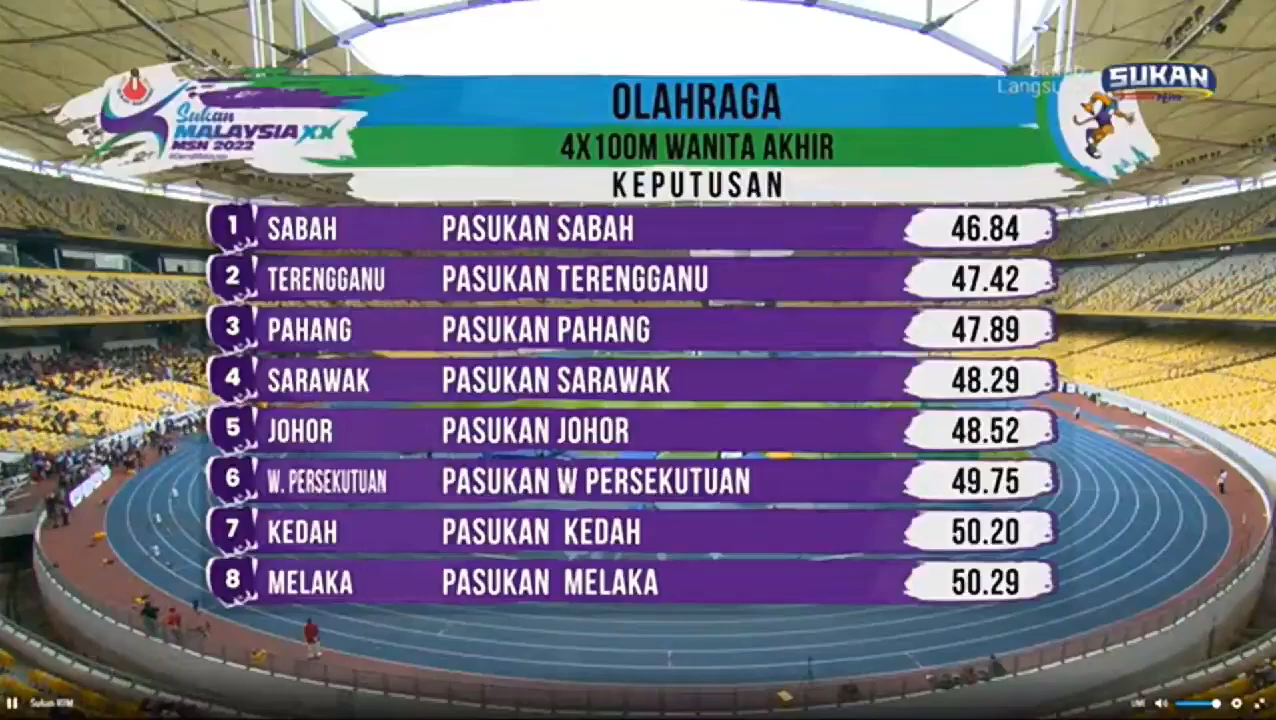 Sukan
MALAYSIA XX
MSN 2022
OLAHRAGA
4X100M WANITA AKHIR
KEPUTUSAN
SUKAN
1 SABAH PASUKAN SABAH 46.84
2 TERENGGANU PASUKAN TERENGGANU 47.42
3 PAHANG PASUKAN PAHANG 47.89
4 SARAWAK PASUKAN SARAWAK 48.29
5 JOHOR PASUKAN JOHOR 48.52
6 W. PERSEKUTUAN PASUKAN W PERSEKUTUAN 49.75
7 KEDAH PASUKAN KEDAH 50.20
8 MELAKA PASUKAN MELAKA 50.29
Sukan RTM
LIVE